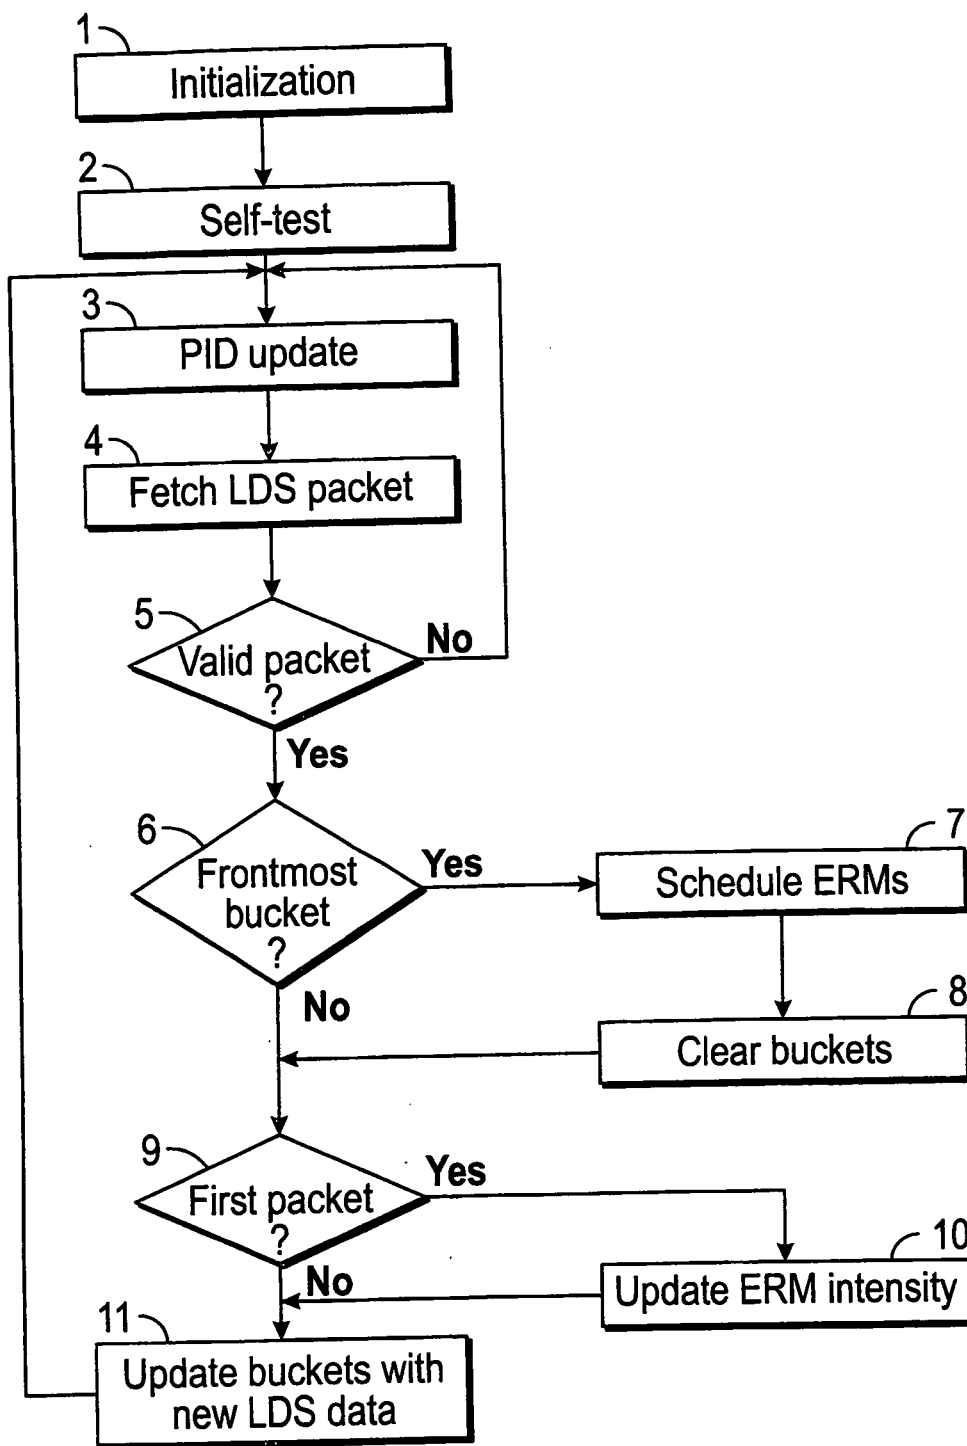 1
Initialization
2
Self-test
3
PID update
4
Fetch LDS packet
5
Valid packet
?
No
Yes
6
Frontmost
bucket
?
Yes
No
7
Schedule ERMs
8
Clear buckets
9
First packet
?
Yes
No
10
Update ERM intensity
11
Update buckets with
new LDS data